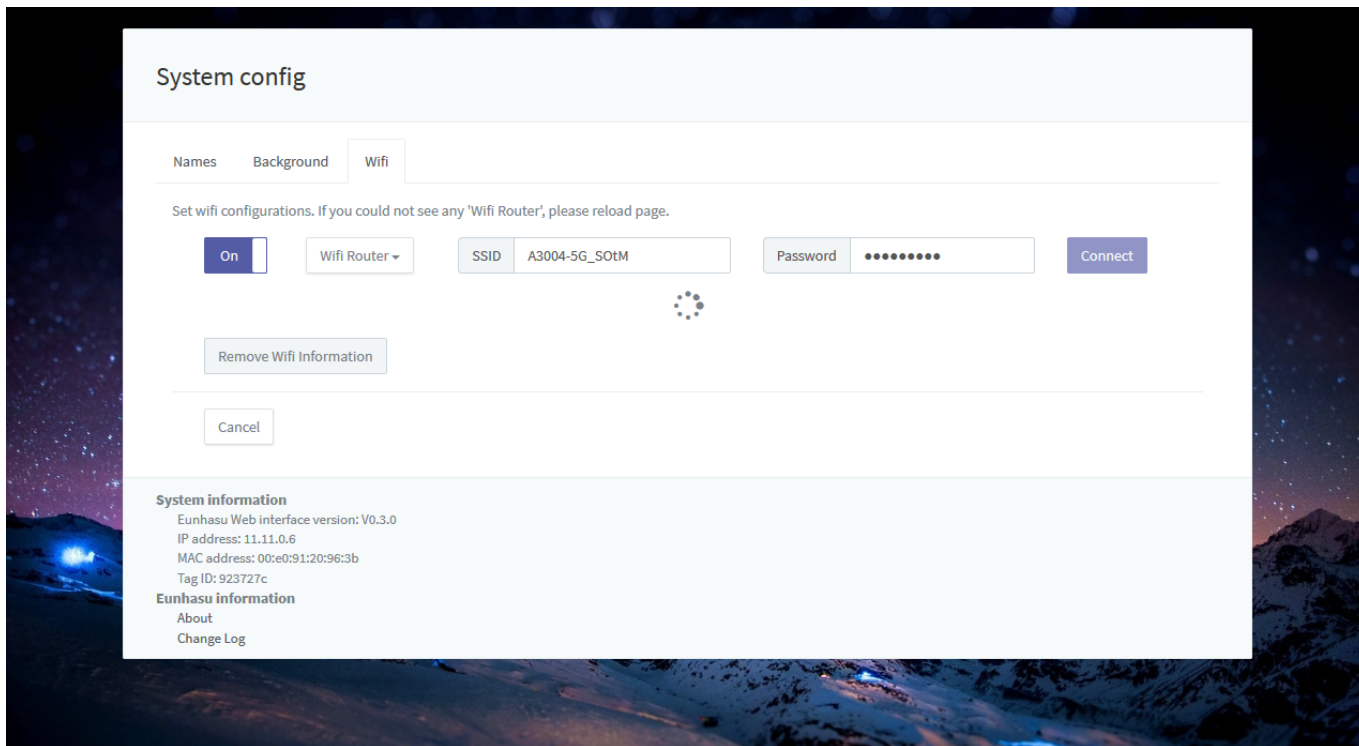 System config
Names Background Wifi
Set wifi configurations. If you could not see any 'Wifi Router', please reload page.
On Wifi Router SSID A3004-5G_SOtM Password ●●●●●●●●● Connect
Remove Wifi Information
Cancel
System information
Eunhasu Web interface version: V0.3.0
IP address: 11.11.0.6
MAC address: 00:e0:91:20:96:3b
Tag ID: 923727c
Eunhasu information
About
Change Log